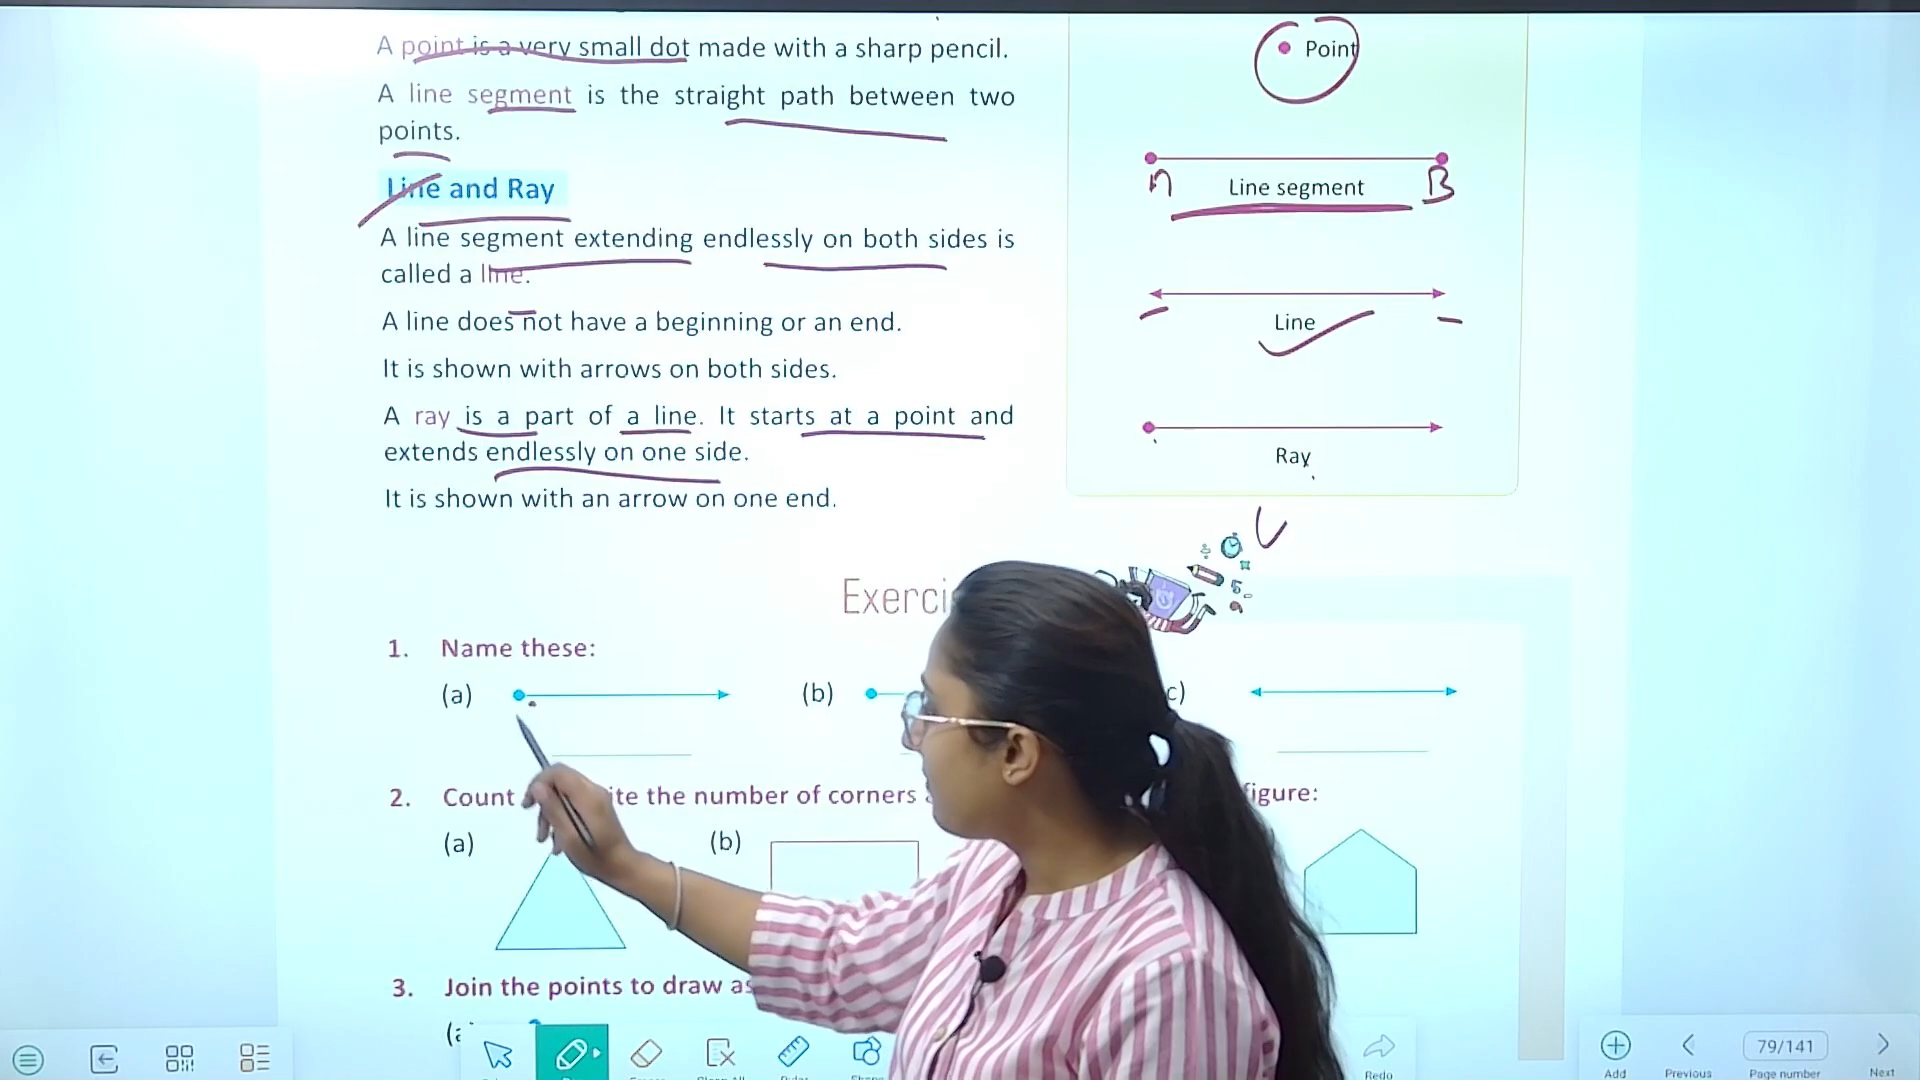 A point is a very small dot made with a sharp pencil.
A line segment is the straight path between two
points.
Line and Ray
A line segment extending endlessly on both sides is
called a line.
A line does not have a beginning or an end.
It is shown with arrows on both sides.
A ray is a part of a line. It starts at a point and
extends endlessly on one side.
It is shown with an arrow on one end.
Point
B
Line segment
Line
Ray
1. Name these:
(a)
(b)
c)
2. Count the number of corners
(a)
(b)
3. Join the points to draw
Add
Previous
79/141
Page number
Next
Redo